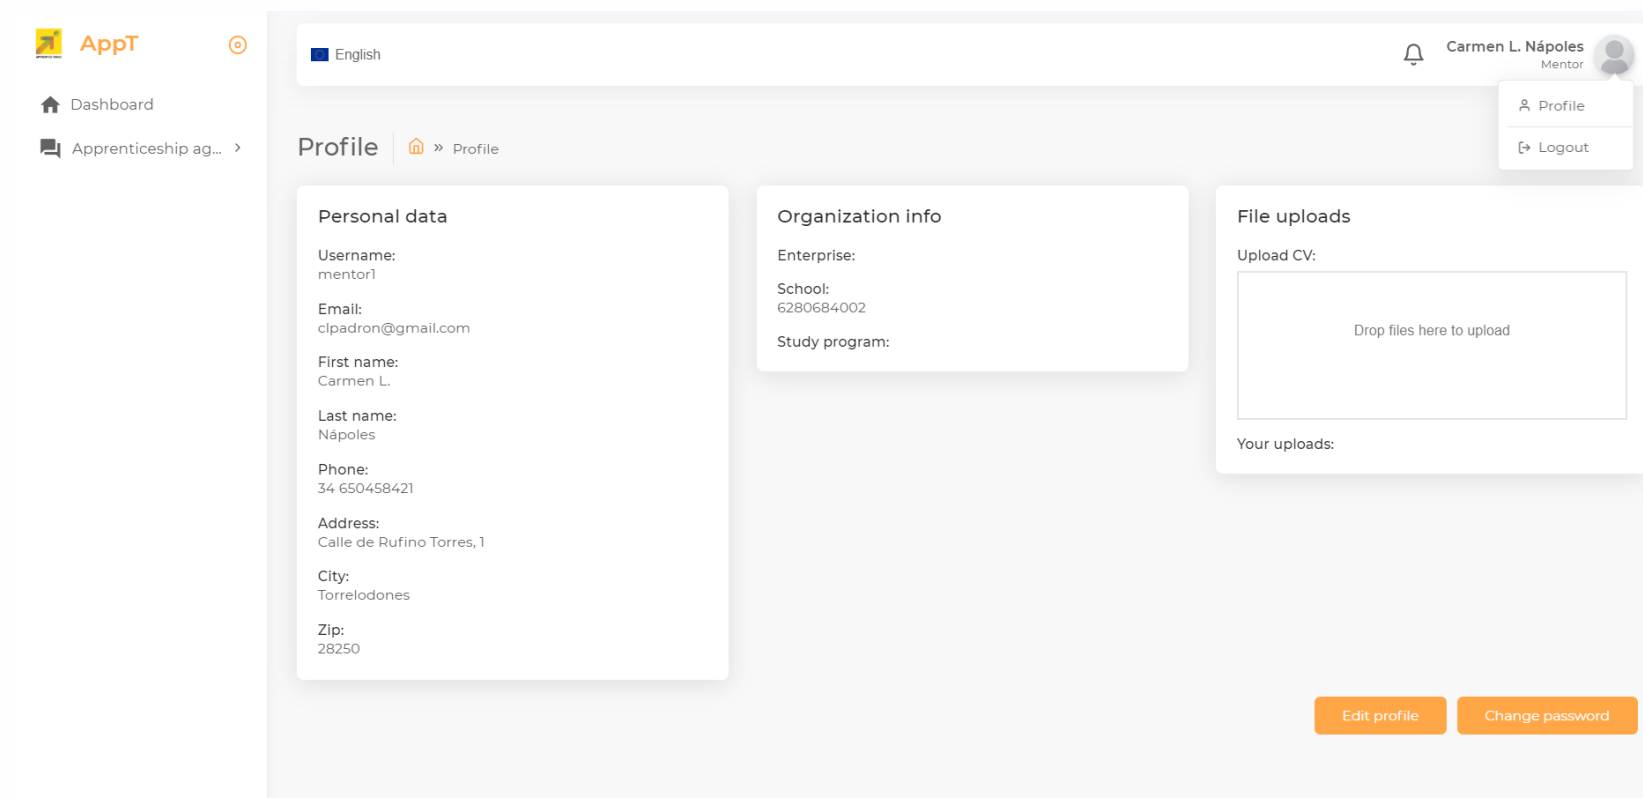 AppT
Dashboard
Apprenticeship ag...
English
Carmen L. Nápoles
Mentor
Profile
Logout
Profile
» Profile
Personal data
Username:
mentor1
Email:
clpadron@gmail.com
First name:
Carmen L.
Last name:
Nápoles
Phone:
34 650458421
Address:
Calle de Rufino Torres, 1
City:
Torrelodones
Zip:
28250
Organization info
Enterprise:
School:
6280684002
Study program:
File uploads
Upload CV:
Drop files here to upload
Your uploads:
Edit profile
Change password